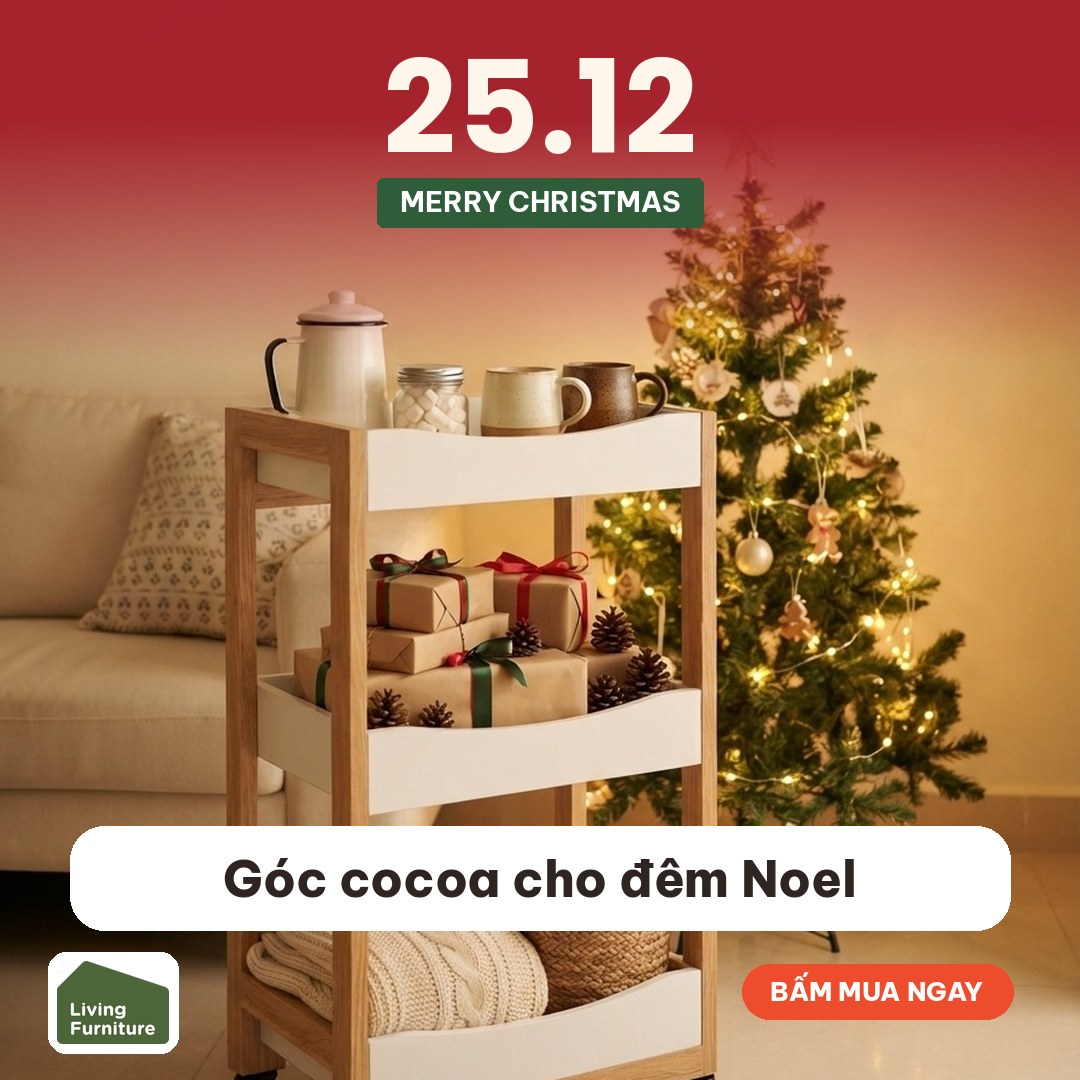 25.12
MERRY CHRISTMAS
Góc cocoa cho đêm Noel
Living
Furniture
BẤM MUA NGAY